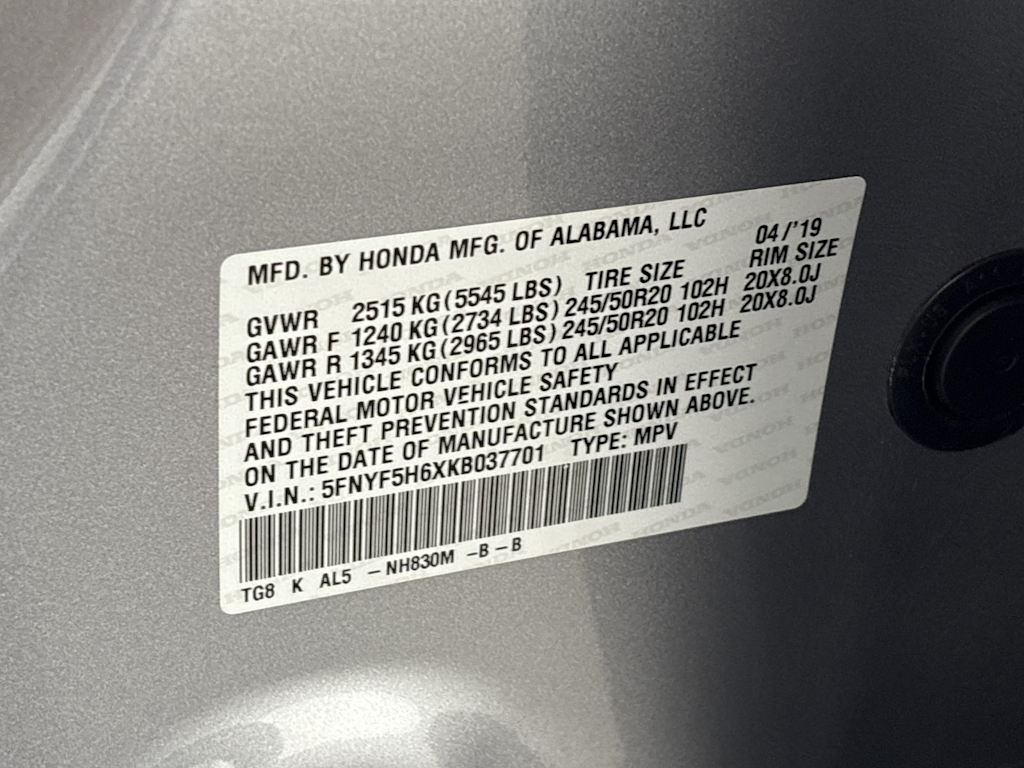 MFD. BY HONDA MFG. OF ALABAMA, LLC 04/'19
GVWR 2515 KG (5545 LBS) TIRE SIZE RIM SIZE
GAWR F 1240 KG (2734 LBS) 245/50R20 102H 20X8.0J
GAWR R 1345 KG (2965 LBS) 245/50R20 102H 20X8.0J
THIS VEHICLE CONFORMS TO ALL APPLICABLE
FEDERAL MOTOR VEHICLE SAFETY
AND THEFT PREVENTION STANDARDS IN EFFECT
ON THE DATE OF MANUFACTURE SHOWN ABOVE.
V.I.N.: 5FNYF5H6XKB037701 TYPE: MPV
TG8 K AL5 -NH830M -B-B